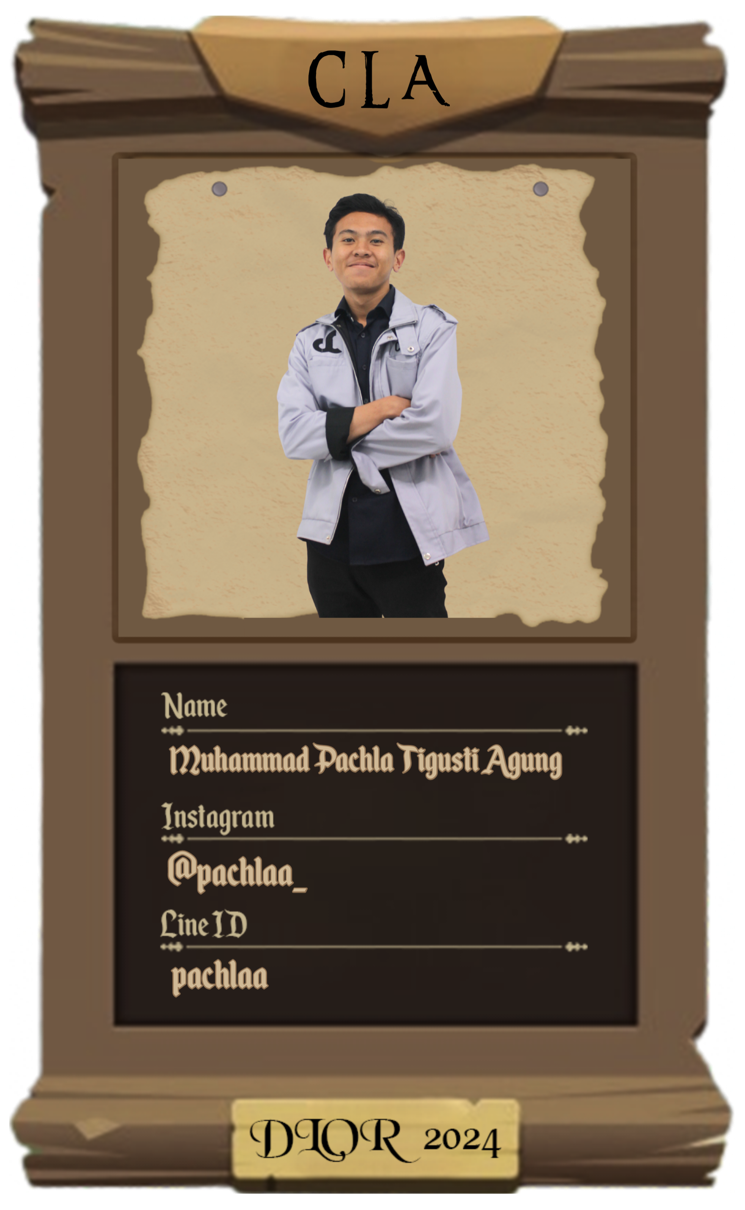 CLA
Name
Muhammad Pachla Tigusti Agung
Instagram
@pachlaa_
Line ID
pachlaa
DLOR 2024